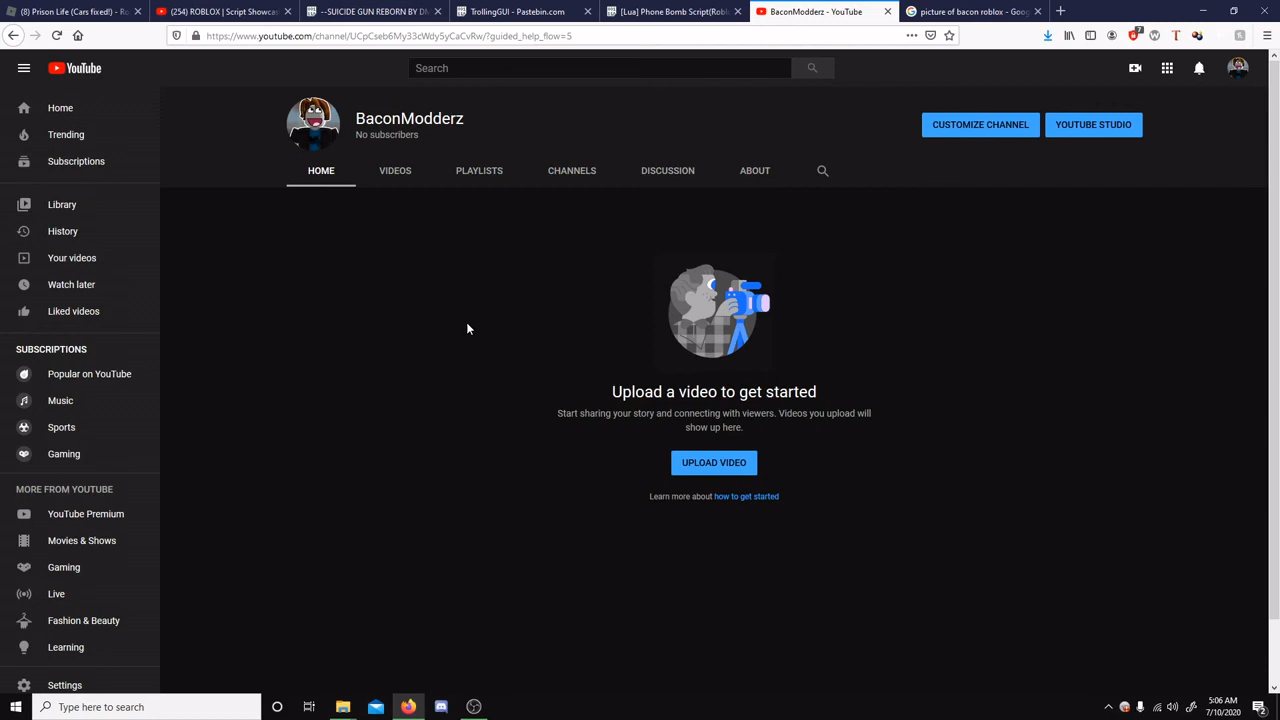 (8) Prison Life (Cars fixed!) - Ro
(254) ROBLOX | Script Showcas
--SUICIDE GUN REBORN BY DM
TrollingGUI - Pastebin.com
[Lua] Phone Bomb Script(Robl
BaconModderz - YouTube
picture of bacon roblox - Goog
https://www.youtube.com/channel/UCpCseb6My33cWdy5yCaCvRw/?guided_help_flow=5
7
YouTube
Search
Home
Trending
Subscriptions
Library
History
Your videos
Watch later
Liked videos
SUBSCRIPTIONS
Popular on YouTube
Music
Sports
Gaming
MORE FROM YOUTUBE
YouTube Premium
Movies & Shows
Gaming
Live
Fashion & Beauty
Learning
Settings
BaconModderz
No subscribers
CUSTOMIZE CHANNEL
YOUTUBE STUDIO
HOME VIDEOS PLAYLISTS CHANNELS DISCUSSION ABOUT
Upload a video to get started
Start sharing your story and connecting with viewers. Videos you upload will
show up here.
UPLOAD VIDEO
Learn more about how to get started
Type here to search
5:06 AM
7/10/2020
2